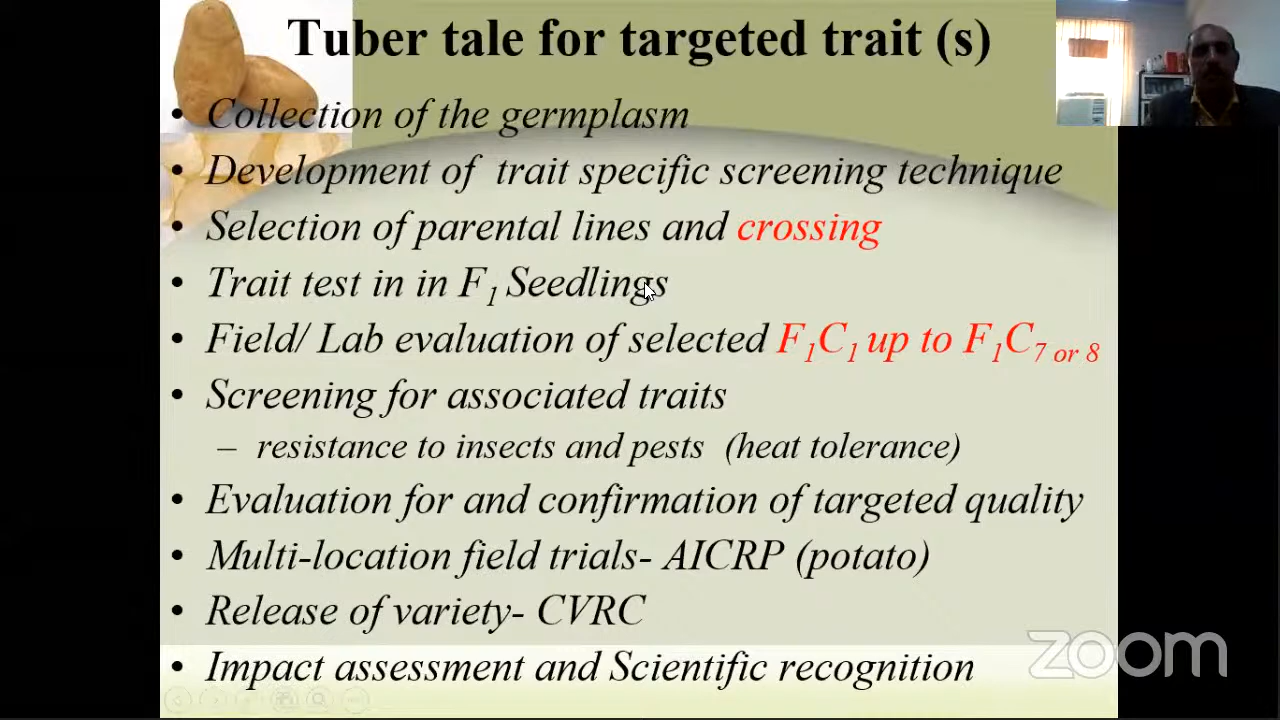 Tuber tale for targeted trait (s)
• Collection of the germplasm
• Development of trait specific screening technique
• Selection of parental lines and crossing
• Trait test in in F1 Seedlings
• Field/ Lab evaluation of selected F1C1 up to F1C7 or 8
• Screening for associated traits
– resistance to insects and pests (heat tolerance)
• Evaluation for and confirmation of targeted quality
• Multi-location field trials- AICRP (potato)
• Release of variety- CVRC
• Impact assessment and Scientific recognition
zoom